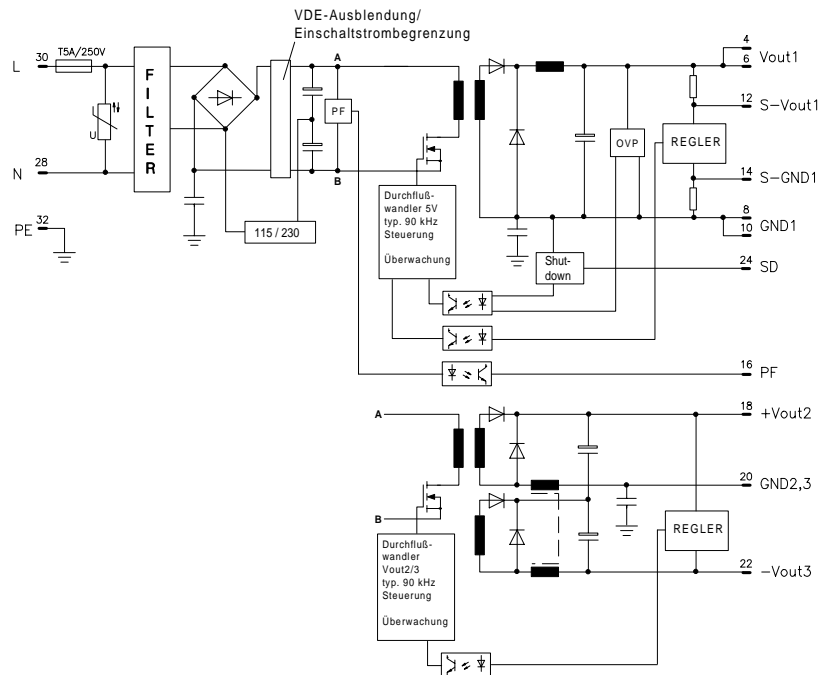 VDE-Ausblendung/
Einschaltstrombegrenzung
L
30
T5A/250V
U
N
28
PE
32
FILTER
115 / 230
A
PF
B
Durchfluß-
wandler 5V
typ. 90 kHz
Steuerung
Überwachung
OVP
REGLER
Shut-
down
4
6
Vout1
12
S-Vout1
14
S-GND1
8
10
GND1
24
SD
16
PF
A
B
Durchfluß-
wandler
Vout2/3
typ. 90 kHz
Steuerung
Überwachung
REGLER
18
+Vout2
20
GND2,3
22
-Vout3